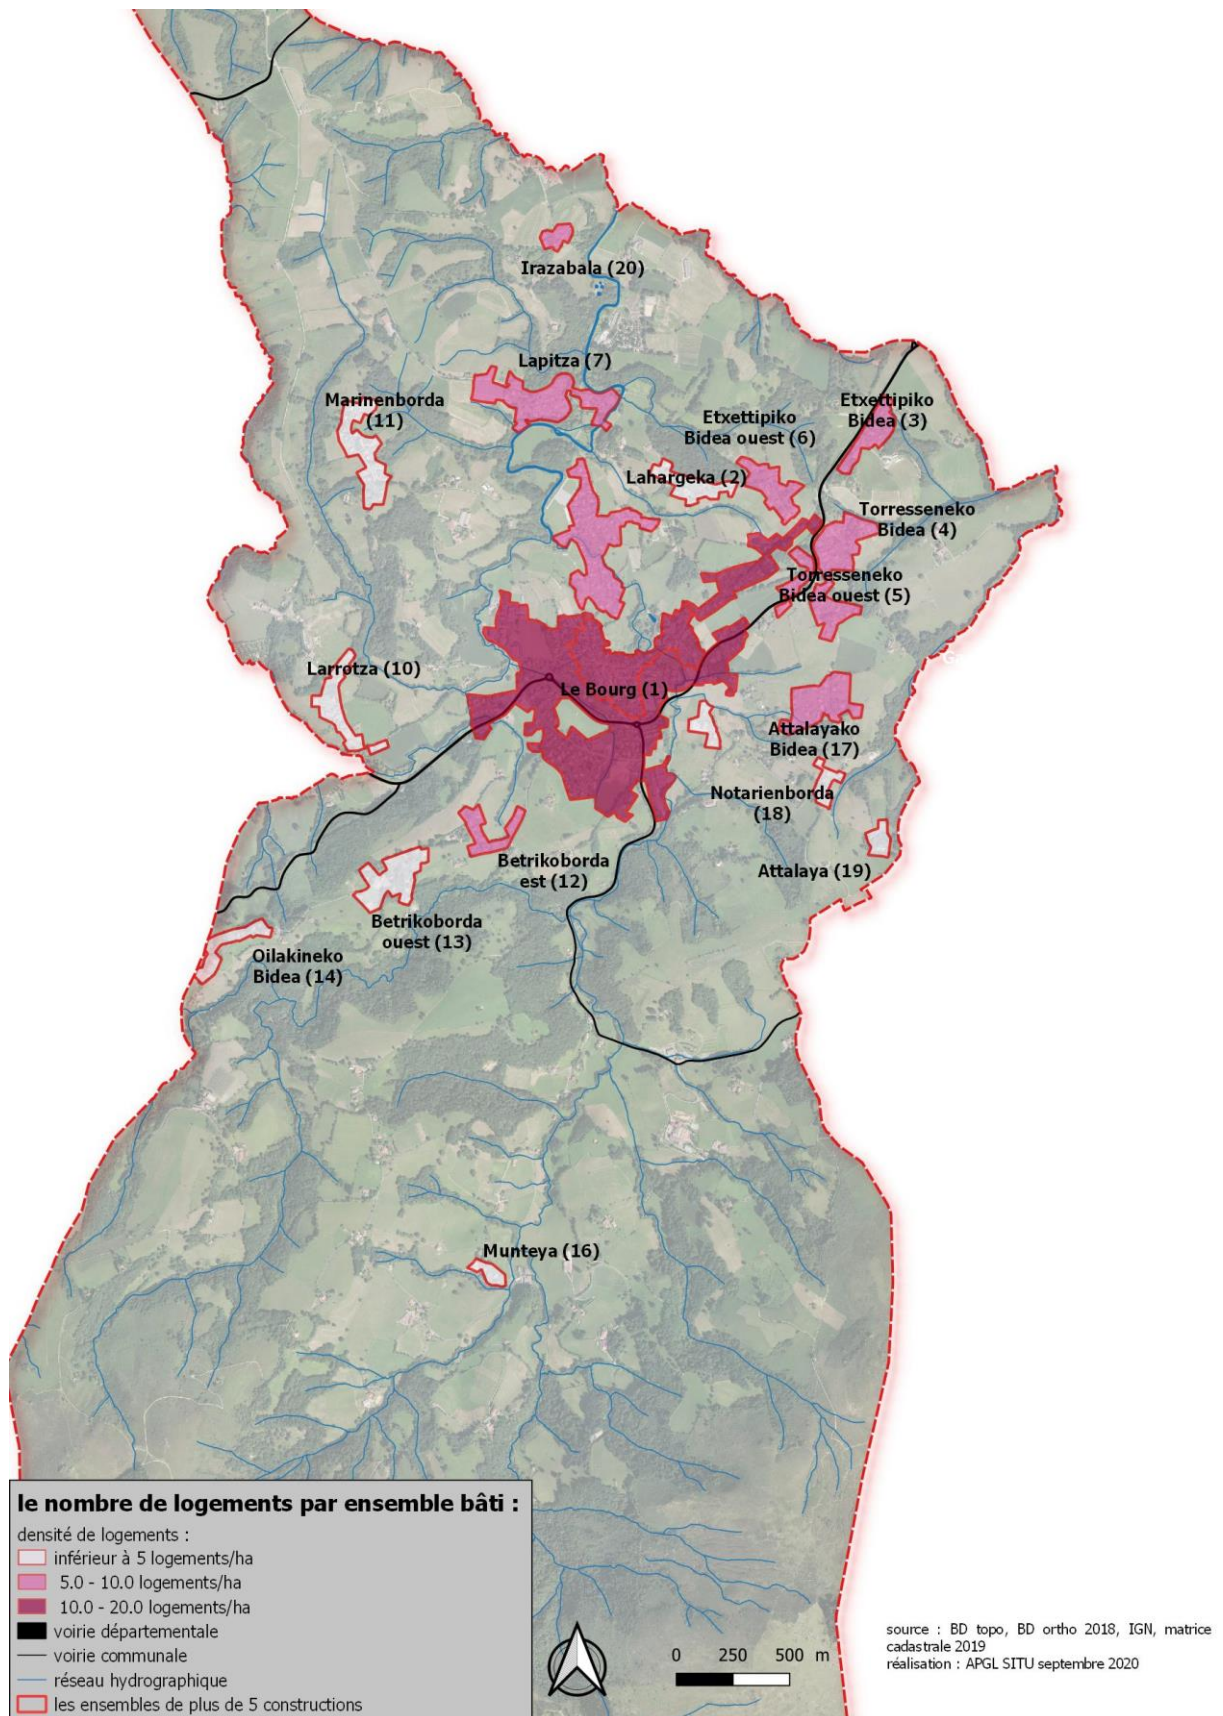 Irazabala (20)
Lapitza (7)
Marinenborda
(11)
Etxettipiko
Bidea (3)
Etxettipiko
Bidea ouest (6)
Lahargeka (2)
Torresseneko
Bidea (4)
Torresseneko
Bidea ouest (5)
Larrotza (10)
Le Bourg (1)
Attalayako
Bidea (17)
Notarienborda
(18)
Attalaya (19)
Betrikoborda
est (12)
Betrikoborda
ouest (13)
Oilakineko
Bidea (14)
Munteya (16)
le nombre de logements par ensemble bâti :
densité de logements :
inférieur à 5 logements/ha
5.0 - 10.0 logements/ha
10.0 - 20.0 logements/ha
voirie départementale
voirie communale
réseau hydrographique
les ensembles de plus de 5 constructions
0 250 500 m
source : BD topo, BD ortho 2018, IGN, matrice
cadastrale 2019
réalisation : APGL SITU septembre 2020